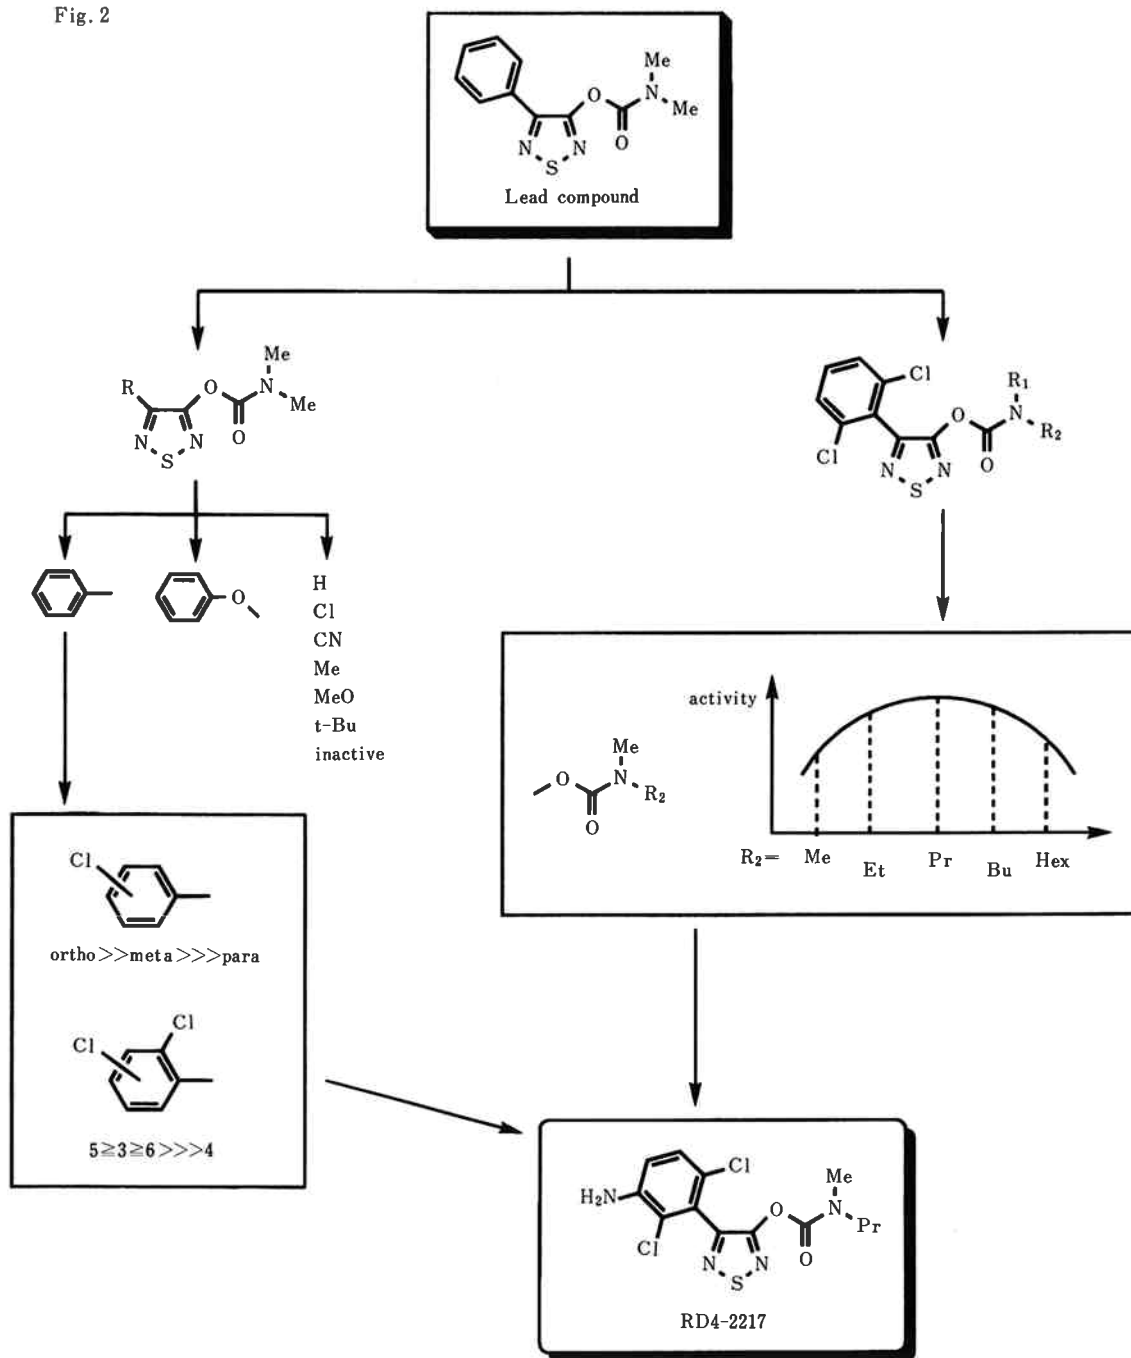 Fig. 2
Me
O
N
Me
O
N
N
S
Lead compound
Me
R
O
N
Me
O
N
N
S
Cl
R₁
O
N
R₂
Cl
O
N
N
S
O
H
Cl
CN
Me
MeO
t-Bu
inactive
activity
Me
O
N
R₂
O
R₂= Me Et Pr Bu Hex
Cl
ortho>>meta>>>para
Cl
Cl
5≧3≧6>>>4
Cl
H₂N
Me
O
N
Pr
Cl
O
N
N
S
RD4-2217